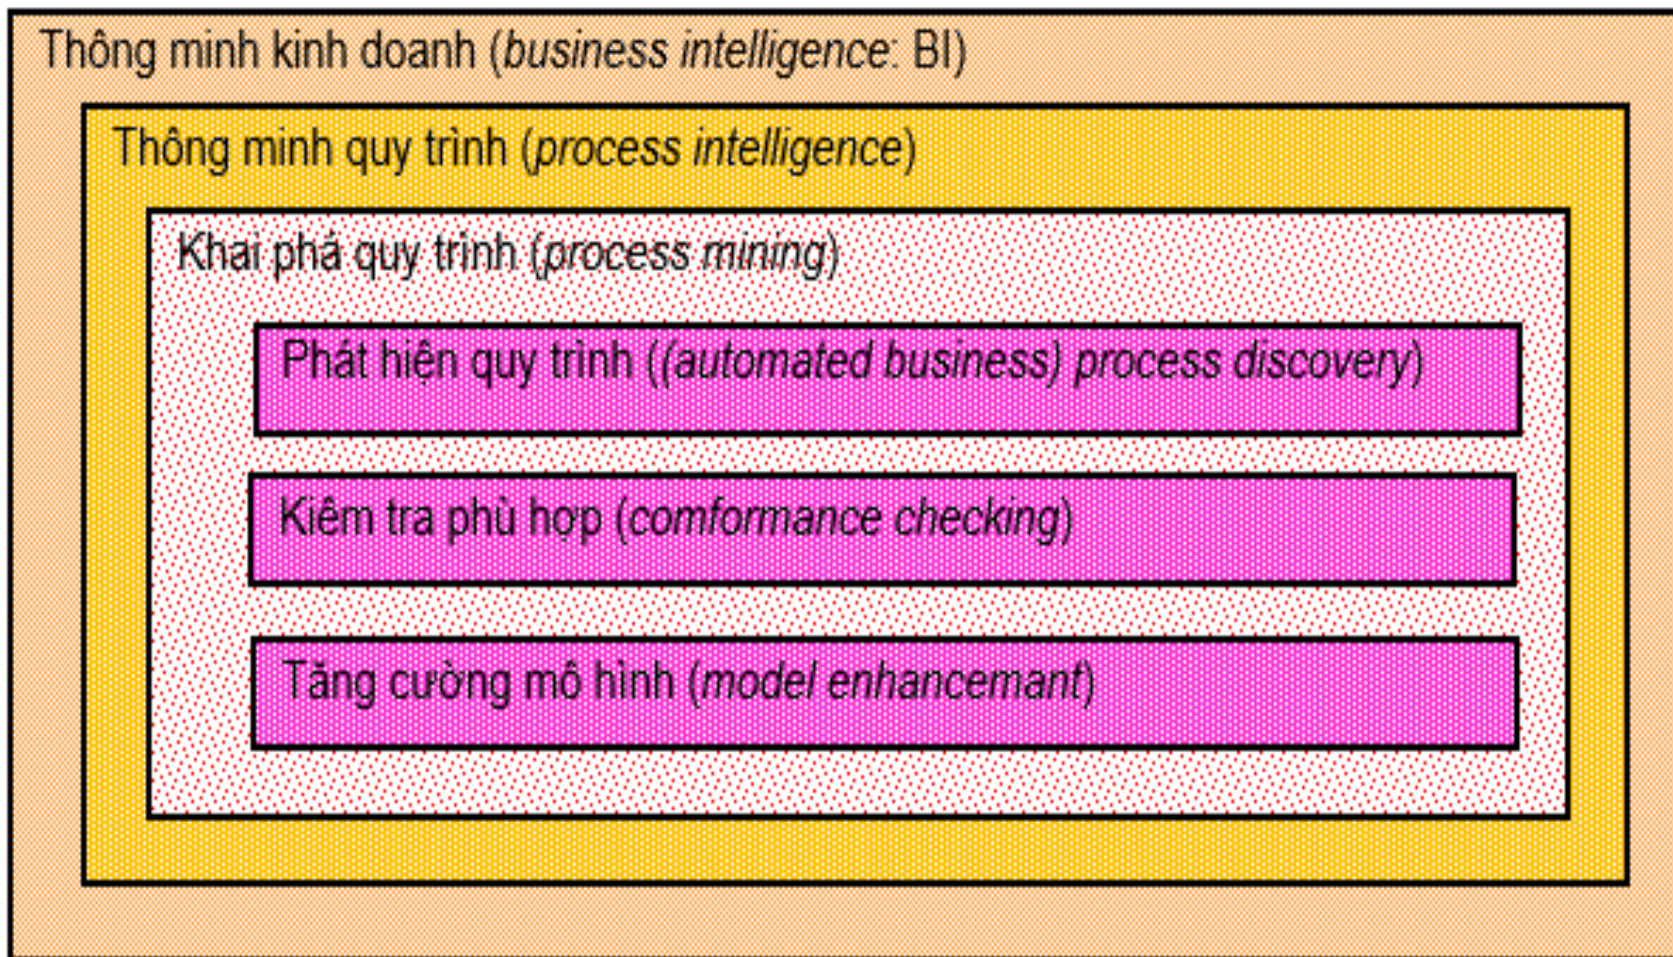 Thông minh kinh doanh (business intelligence: BI)
Thông minh quy trình (process intelligence)
Khai phá quy trình (process mining)
Phát hiện quy trình ((automated business) process discovery)
Kiêm tra phù hợp (comformance checking)
Tăng cường mô hình (model enhancemant)